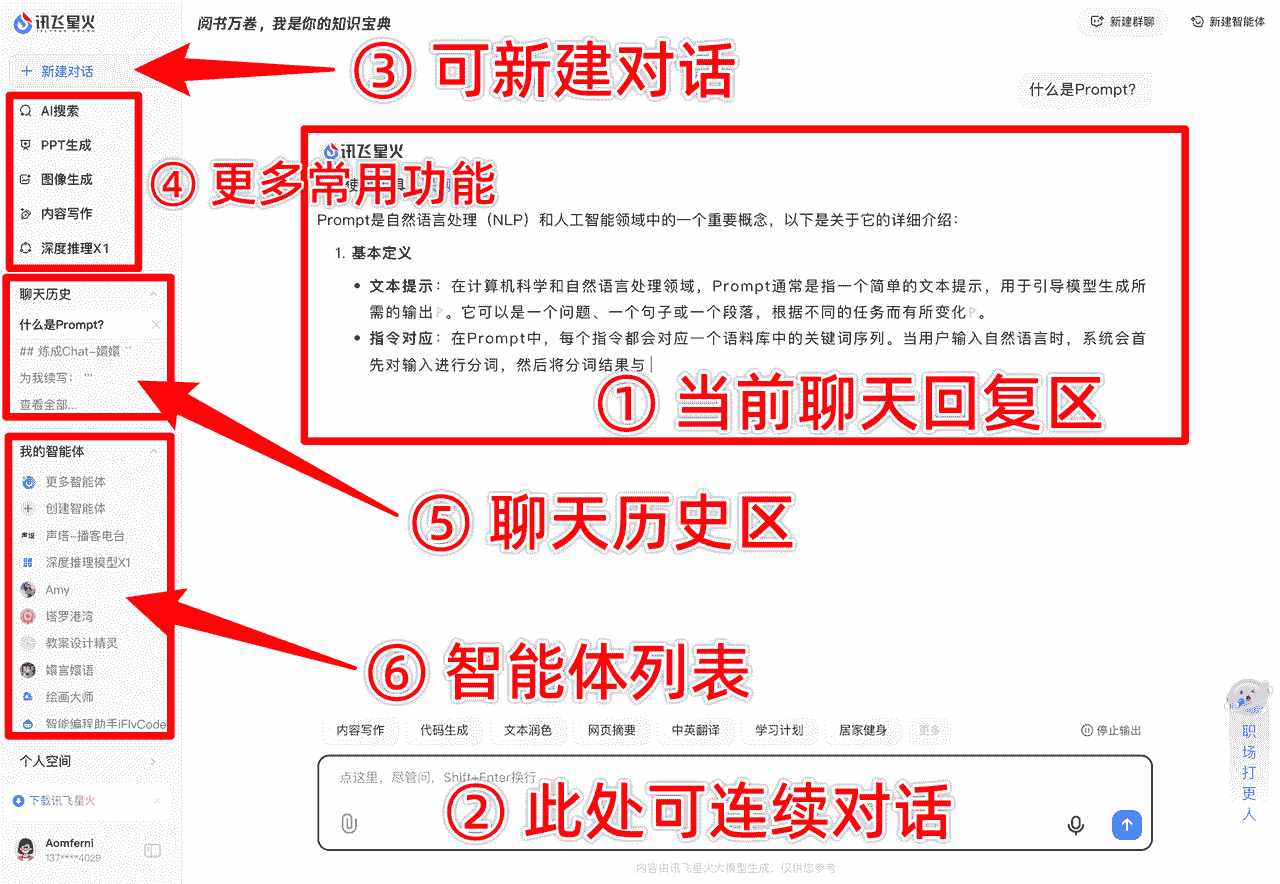 讯飞星火
IFLYTEK SPARK
阅书万卷，我是你的知识宝典
新建群聊
新建智能体
+ 新建对话
③ 可新建对话
什么是Prompt?
AI搜索
PPT生成
图像生成
内容写作
深度推理X1
④ 更多常用功能
讯飞星火
Prompt是自然语言处理（NLP）和人工智能领域中的一个重要概念，以下是关于它的详细介绍：
1. 基本定义
• 文本提示：在计算机科学和自然语言处理领域，Prompt通常是指一个简单的文本提示，用于引导模型生成所
需的输出。它可以是一个问题、一个句子或一个段落，根据不同的任务而有所变化。
• 指令对应：在Prompt中，每个指令都会对应一个语料库中的关键词序列。当用户输入自然语言时，系统会首
先对输入进行分词，然后将分词结果与
① 当前聊天回复区
聊天历史
什么是Prompt?
## 炼成Chat-嬛嬛 ``
为我续写： '''
查看全部...
⑤ 聊天历史区
我的智能体
更多智能体
创建智能体
声塔 声塔-播客电台
深度推理模型X1
Amy
塔罗港湾
教案设计精灵
嬛言嬛语
绘画大师
智能编程助手iFlyCode
⑥ 智能体列表
个人空间
下载讯飞星火
Aomferni
137****4029
内容写作
代码生成
文本润色
网页摘要
中英翻译
学习计划
居家健身
更多
停止输出
点这里，尽管问，Shift+Enter换行
② 此处可连续对话
内容由讯飞星火大模型生成，仅供您参考
职场打更人